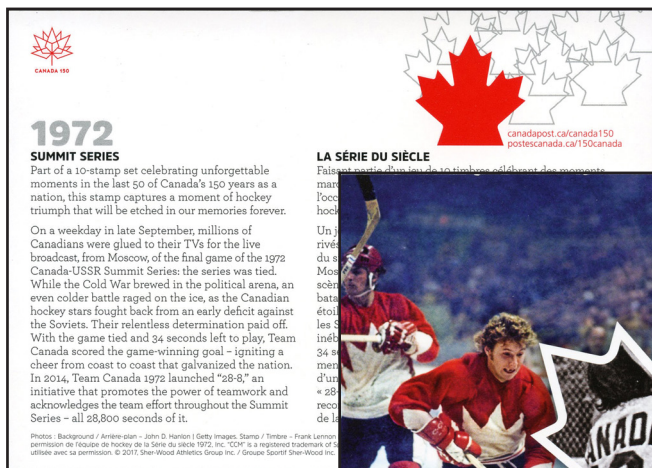 CANADA 150
canadapost.ca/canada150
postescanada.ca/150canada
1972
SUMMIT SERIES
Part of a 10-stamp set celebrating unforgettable
moments in the last 50 of Canada's 150 years as a
nation, this stamp captures a moment of hockey
triumph that will be etched in our memories forever.
On a weekday in late September, millions of
Canadians were glued to their TVs for the live
broadcast, from Moscow, of the final game of the 1972
Canada-USSR Summit Series: the series was tied.
While the Cold War brewed in the political arena, an
even colder battle raged on the ice, as the Canadian
hockey stars fought back from an early deficit against
the Soviets. Their relentless determination paid off.
With the game tied and 34 seconds left to play, Team
Canada scored the game-winning goal – igniting a
cheer from coast to coast that galvanized the nation.
In 2014, Team Canada 1972 launched "28-8," an
initiative that promotes the power of teamwork and
acknowledges the team effort throughout the Summit
Series – all 28,800 seconds of it.
LA SÉRIE DU SIÈCLE
Faisant partie d'un jeu de 10 timbres célébrant des moments
Un
du
les
34
d'un
« 28-
de la
Photos : Background / Arrière-plan – John D. Hanlon | Getty Images. Stamp / Timbre – Frank Lennon
permission de l'équipe de hockey de la Série du siècle 1972, Inc. "CCM" is a registered trademark of
utilisée avec sa permission. © 2017, Sher-Wood Athletics Group Inc. / Groupe Sportif Sher-Wood Inc.